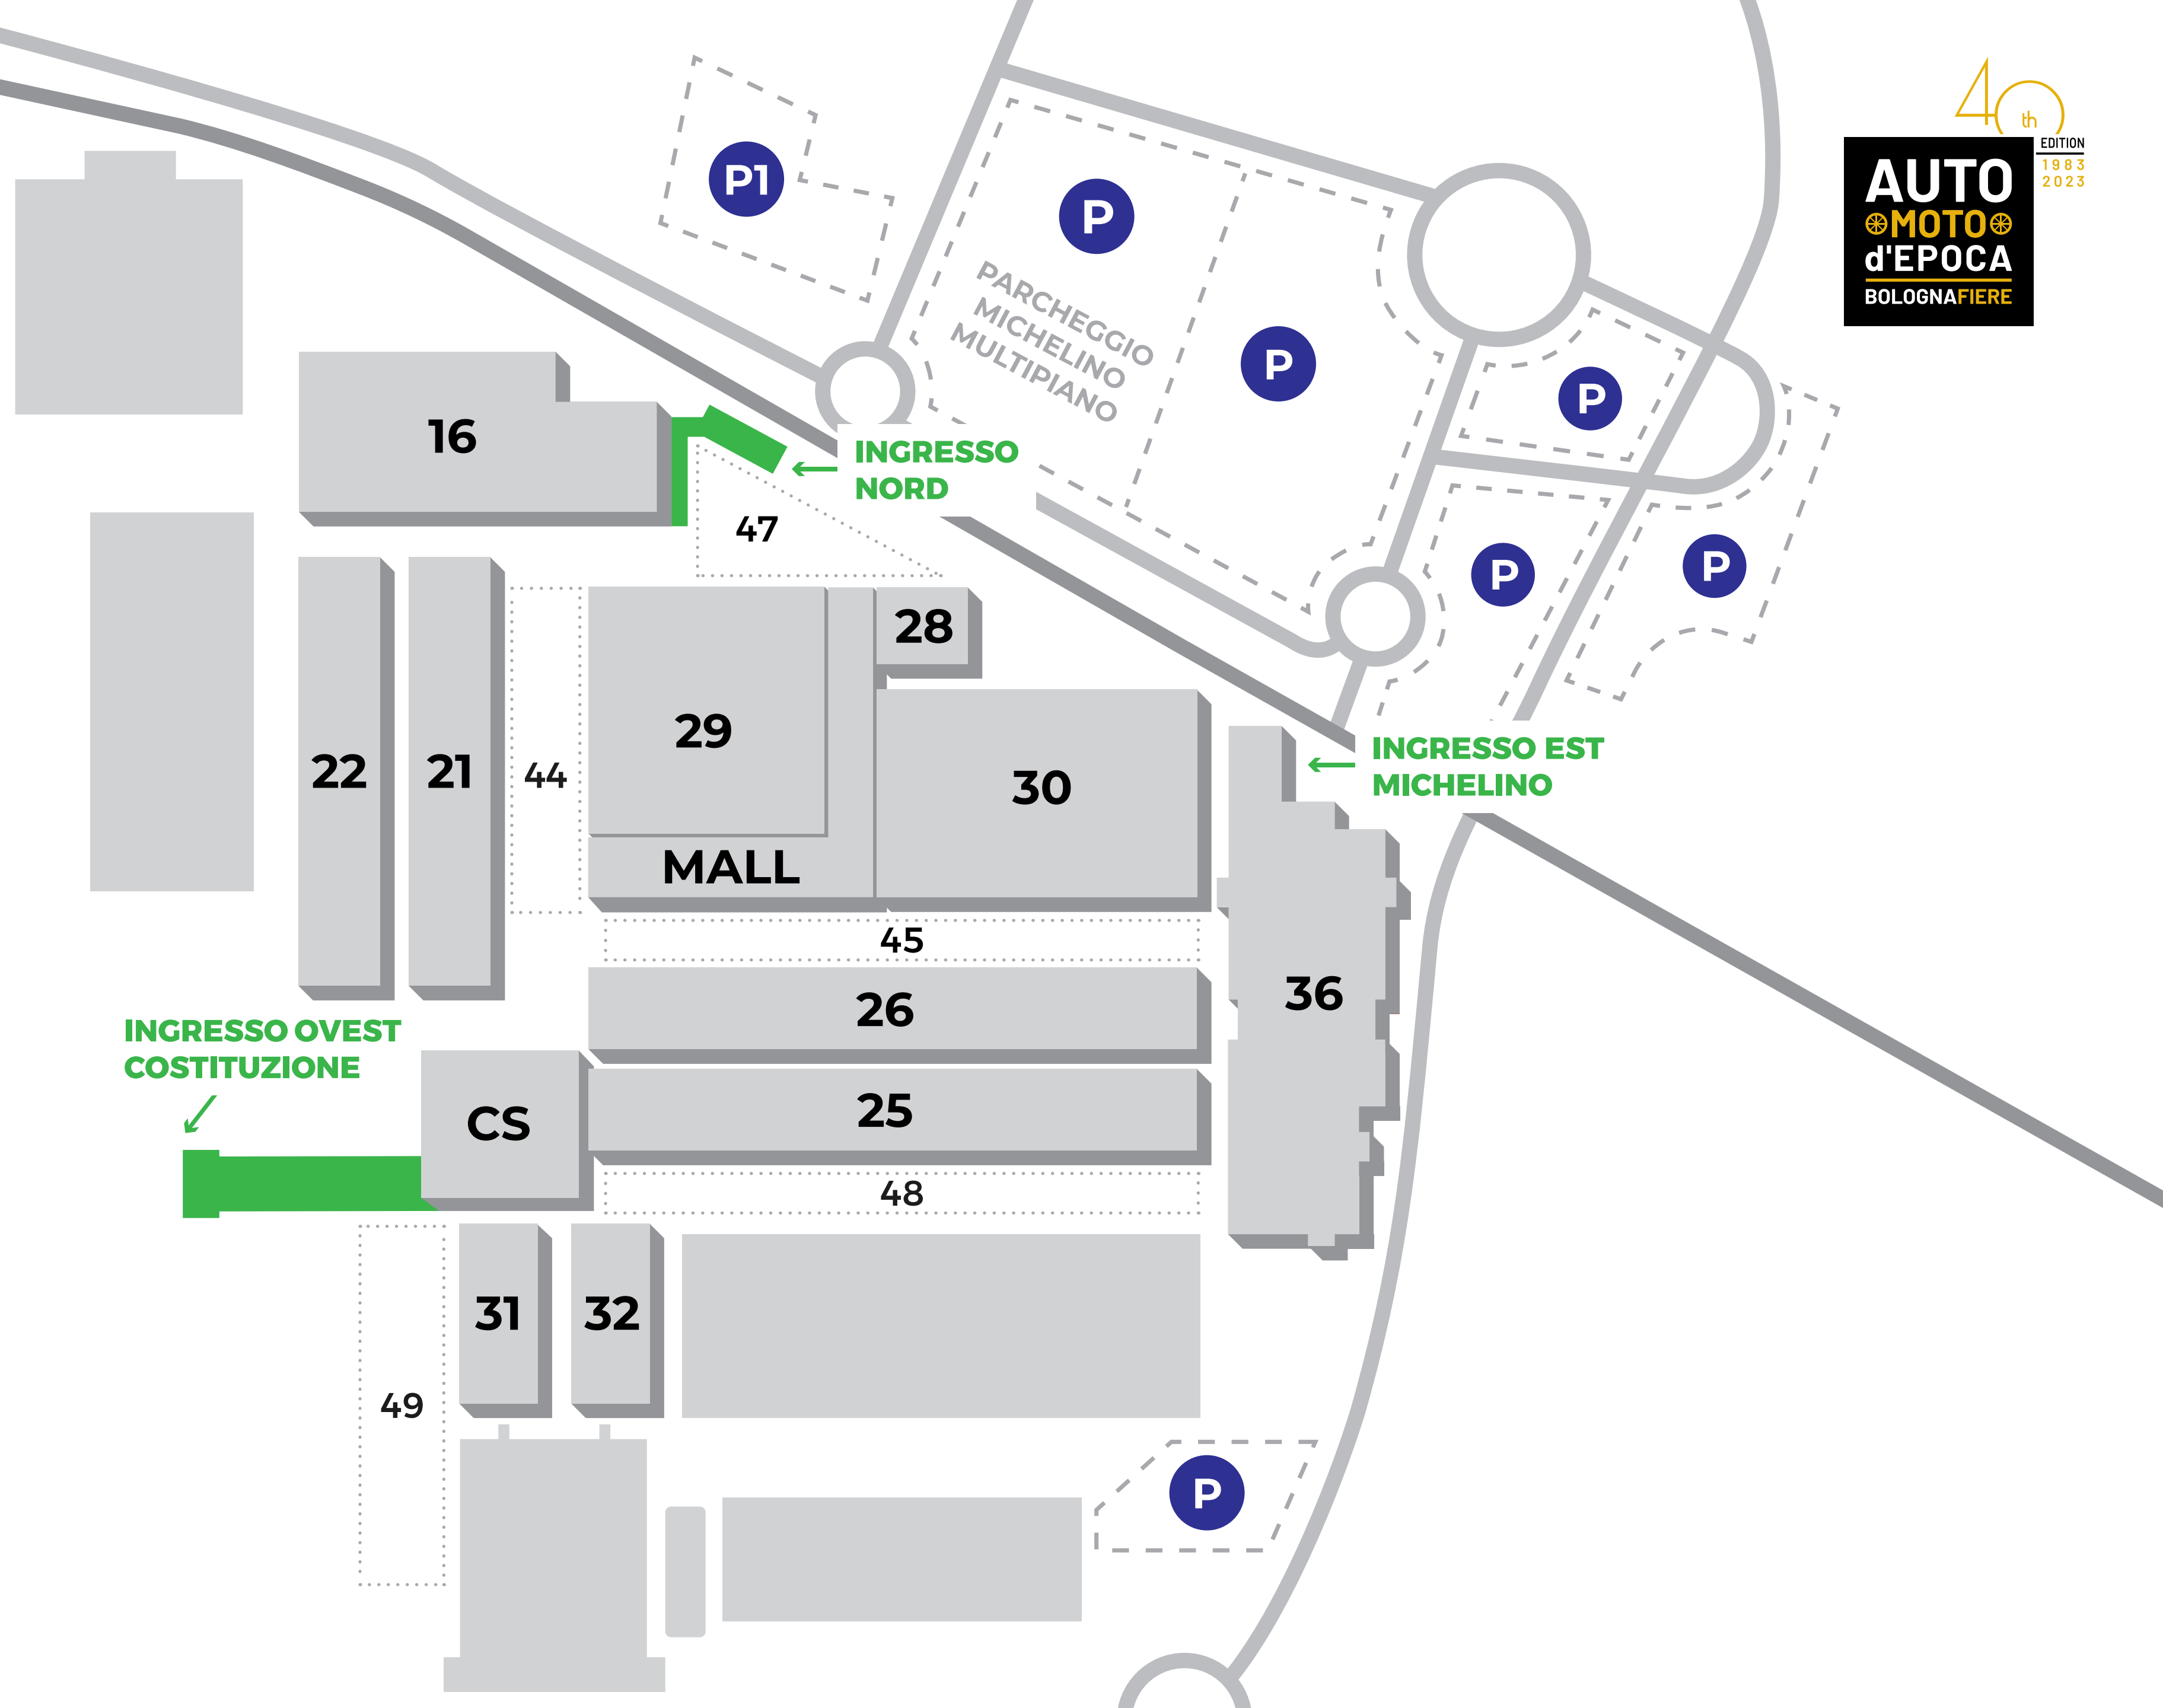 40
th
EDITION
1983
2023
AUTO
MOTO
d'EPOCA
BOLOGNAFIERE
P1
P
PARCHEGGIO
MICHELINO
MULTIPIANO
P
P
P
P
16
INGRESSO
NORD
47
28
29
22
21
44
30
MALL
INGRESSO EST
MICHELINO
45
26
36
INGRESSO OVEST
COSTITUZIONE
CS
25
48
31
32
49
P